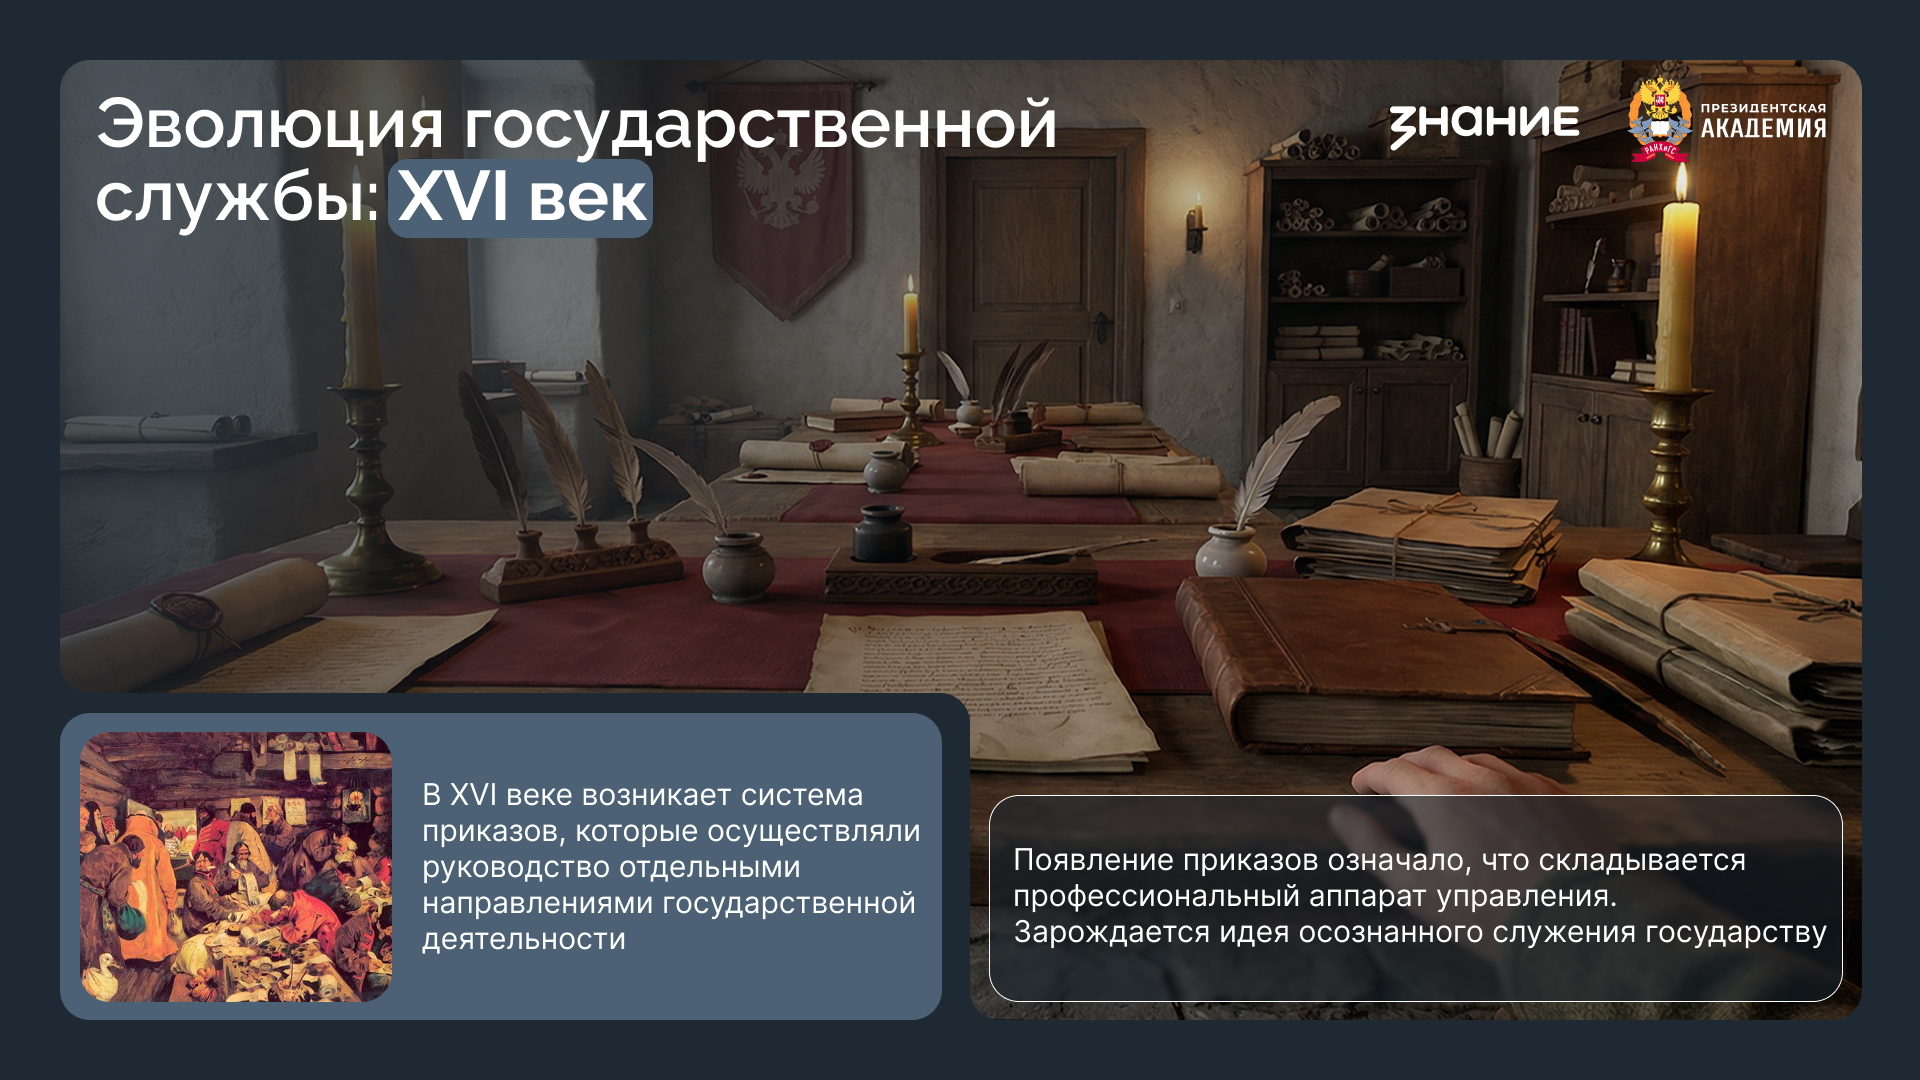 Эволюция государственной
службы: XVI век
ЗНАНИЕ
ПРЕЗИДЕНТСКАЯ
АКАДЕМИЯ
РАНХиГС
В XVI веке возникает система
приказов, которые осуществляли
руководство отдельными
направлениями государственной
деятельности
Появление приказов означало, что складывается
профессиональный аппарат управления.
Зарождается идея осознанного служения государству